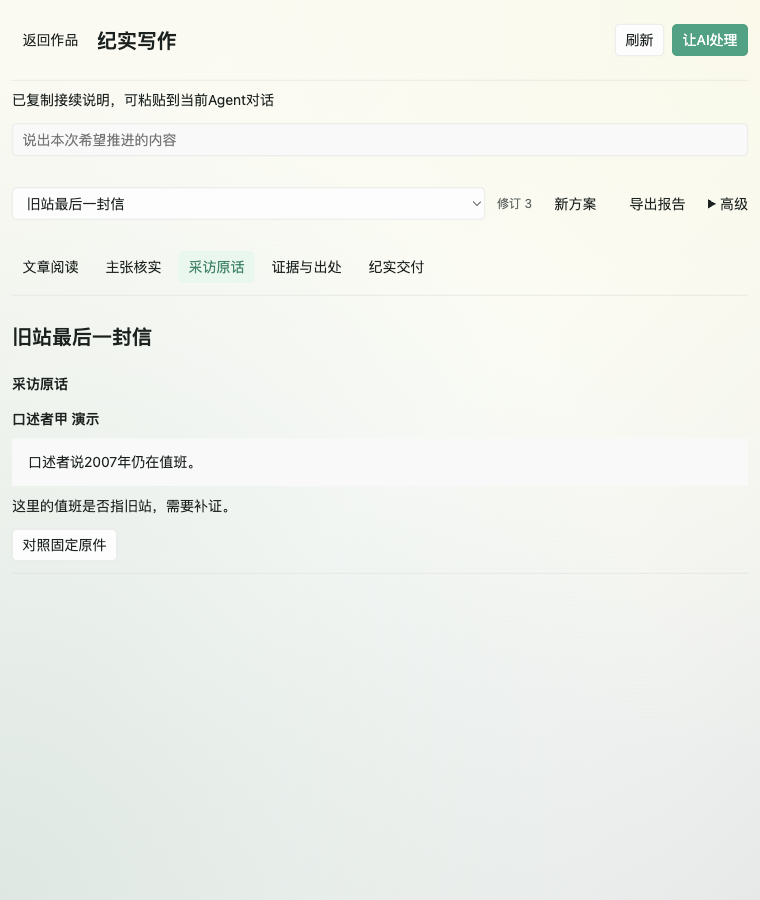 返回作品 纪实写作 刷新 让AI处理
已复制接续说明，可粘贴到当前Agent对话
说出本次希望推进的内容
旧站最后一封信 修订 3 新方案 导出报告 ▶ 高级
文章阅读 主张核实 采访原话 证据与出处 纪实交付
旧站最后一封信
采访原话
口述者甲 演示
口述者说2007年仍在值班。
这里的值班是否指旧站，需要补证。
对照固定原件